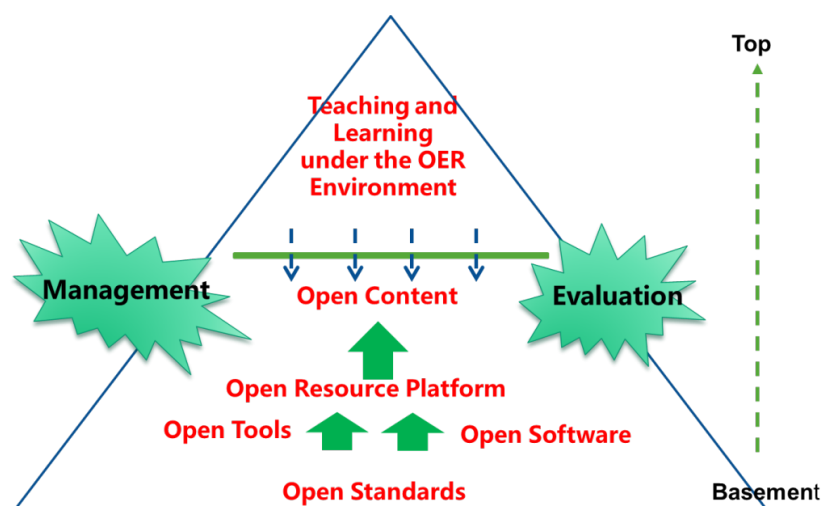 Top
Teaching and
Learning
under the OER
Environment
Management
Open Content
Evaluation
Open Resource Platform
Open Tools
Open Software
Open Standards
Basement